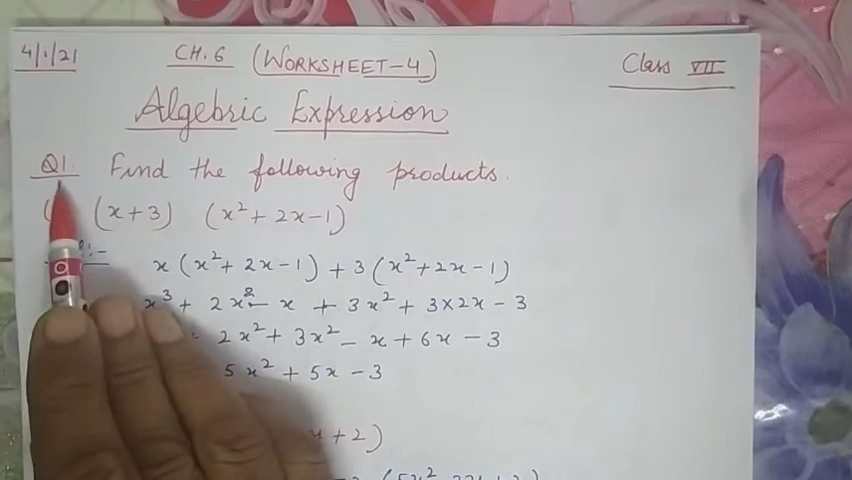 4/1/21 CH.6 (WORKSHEET-4) Class VII
Algebric Expression
Q1. Find the following products.
( (x+3) (x²+2x-1)
x(x²+2x-1)+3(x²+2x-1)
x³+ 2x²- x + 3x²+ 3×2x - 3
2x²+ 3x²- x + 6x - 3
5x² + 5x - 3
x + 2)